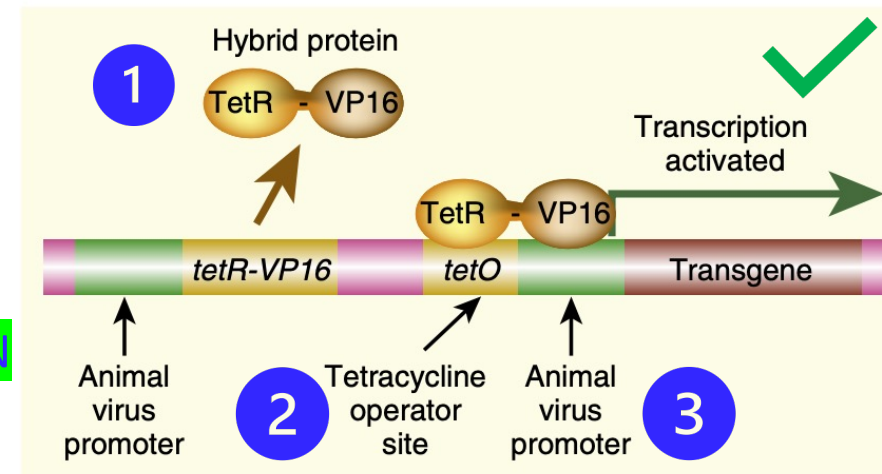 Hybrid protein
1
TetR - VP16
Transcription
activated
TetR - VP16
tetR-VP16
tetO
Transgene
N
Animal
virus
promoter
2
Tetracycline
operator
site
Animal
virus
promoter
3